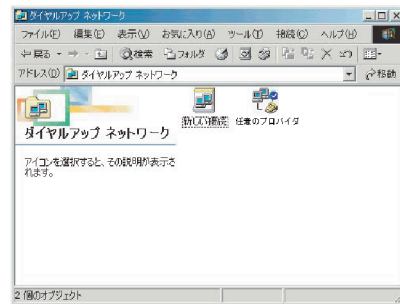 ダイヤルアップ ネットワーク
ファイル(F) 編集(E) 表示(V) お気に入り(A) ツール(T) 接続(C) ヘルプ(H)
戻る 検索 フォルダ
アドレス(D) ダイヤルアップ ネットワーク 移動
ダイヤルアップ ネットワーク
アイコンを選択すると、その説明が表示さ
れます。
新しい接続 任意のプロバイダ
2 個のオブジェクト